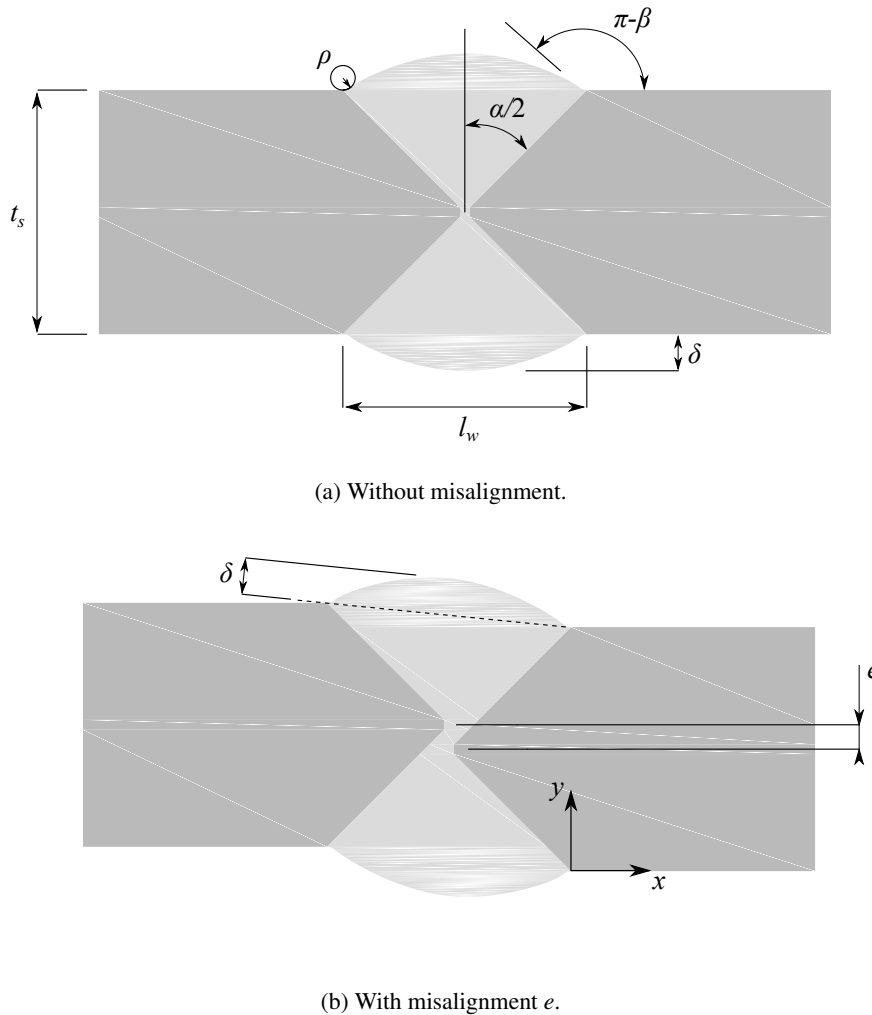 π-β
ρ
α/2
t_s
δ
l_w
(a) Without misalignment.
δ
e
y
x
(b) With misalignment e.